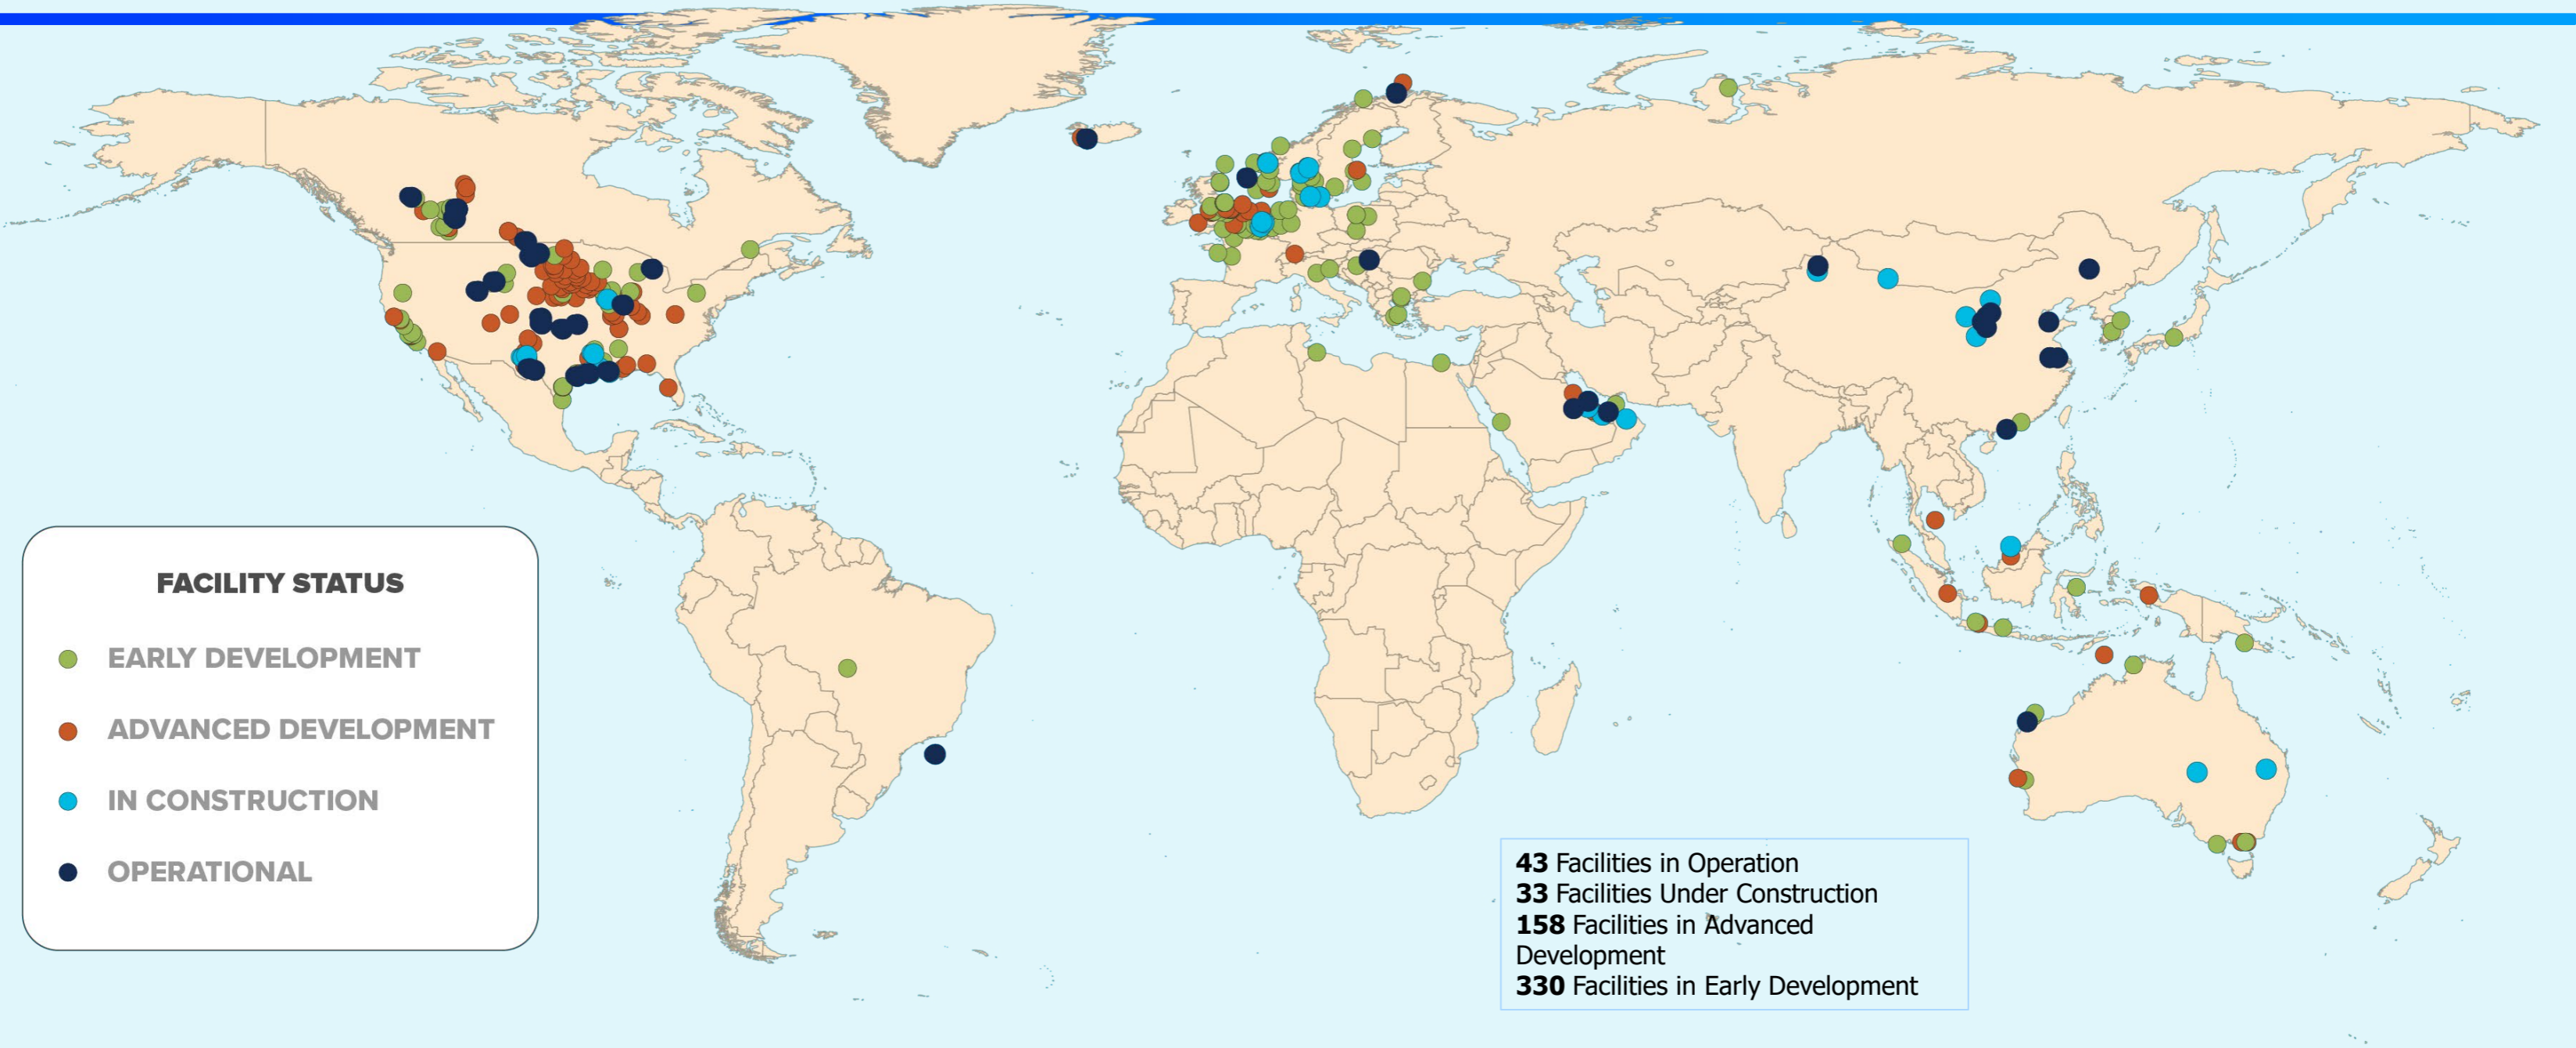 FACILITY STATUS
EARLY DEVELOPMENT
ADVANCED DEVELOPMENT
IN CONSTRUCTION
OPERATIONAL
43 Facilities in Operation
33 Facilities Under Construction
158 Facilities in Advanced
Development
330 Facilities in Early Development